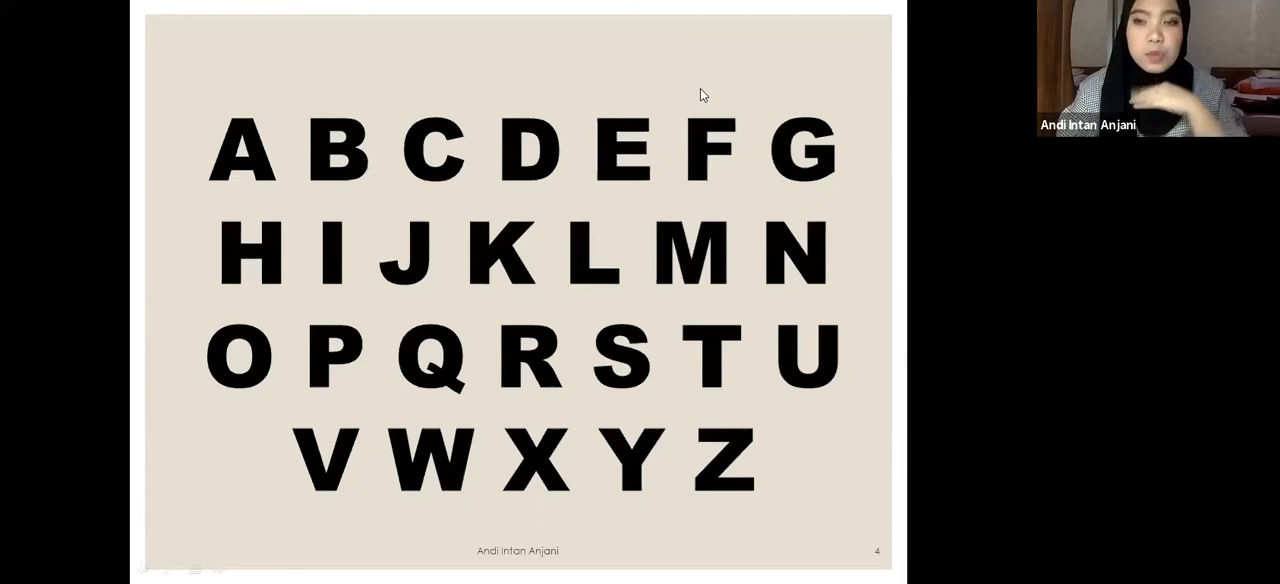 A B C D E F G
H I J K L M N
O P Q R S T U
V W X Y Z
Andi Intan Anjani
4
Andi Intan Anjani